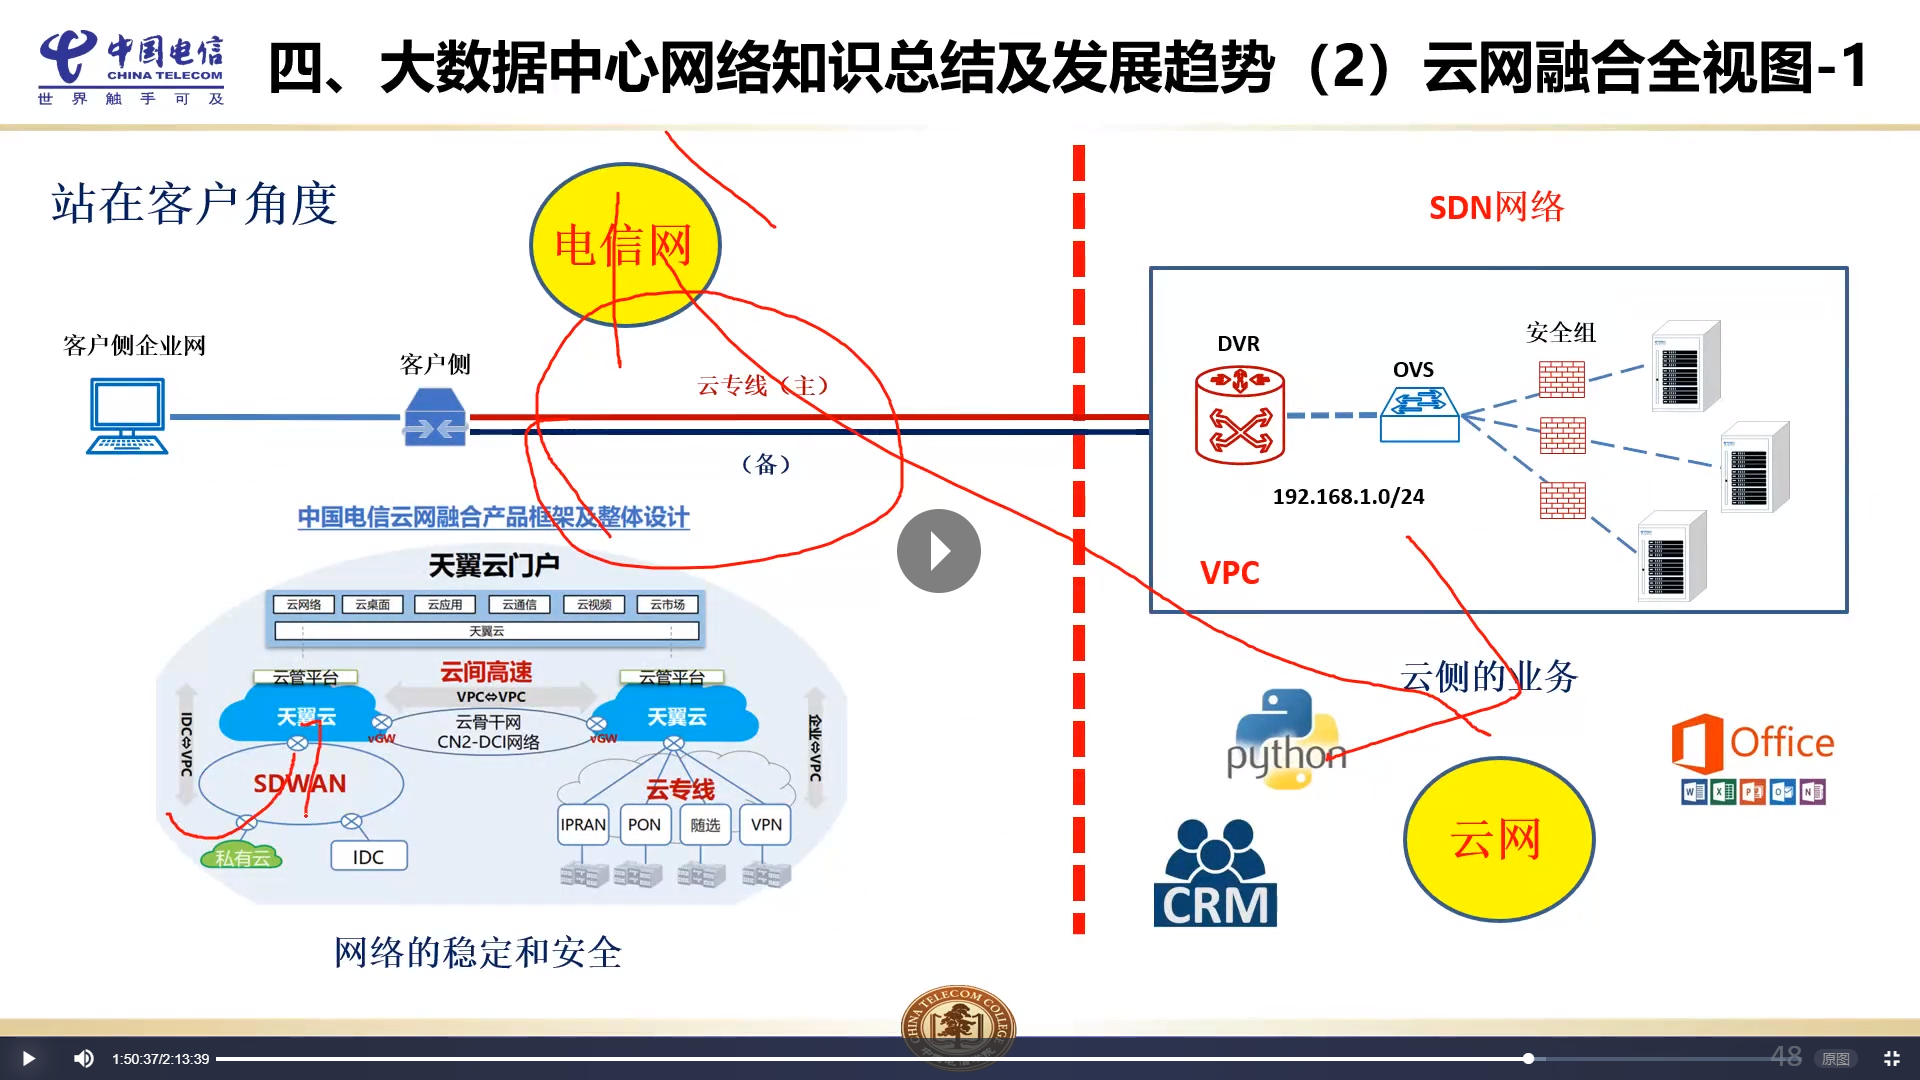 中国电信
CHINA TELECOM
世界触手可及
四、大数据中心网络知识总结及发展趋势（2）云网融合全视图-1
站在客户角度
电信网
SDN网络
客户侧企业网
客户侧
云专线（主）
（备）
DVR
OVS
安全组
192.168.1.0/24
VPC
中国电信云网融合产品框架及整体设计
天翼云门户
云网络
云桌面
云应用
云通信
云视频
云市场
天翼云
云管平台
云间高速
云管平台
VPC⇔VPC
天翼云
天翼云
云骨干网
CN2-DCI网络
vGW
vGW
IDC⇔VPC
企业⇔VPC
SDWAN
云专线
IPRAN
PON
随选
VPN
私有云
IDC
网络的稳定和安全
云侧的业务
python
Office
W
X
P
O
N
CRM
云网
CHINA TELECOM COLLEGE
1:50:37/2:13:39
48
原图